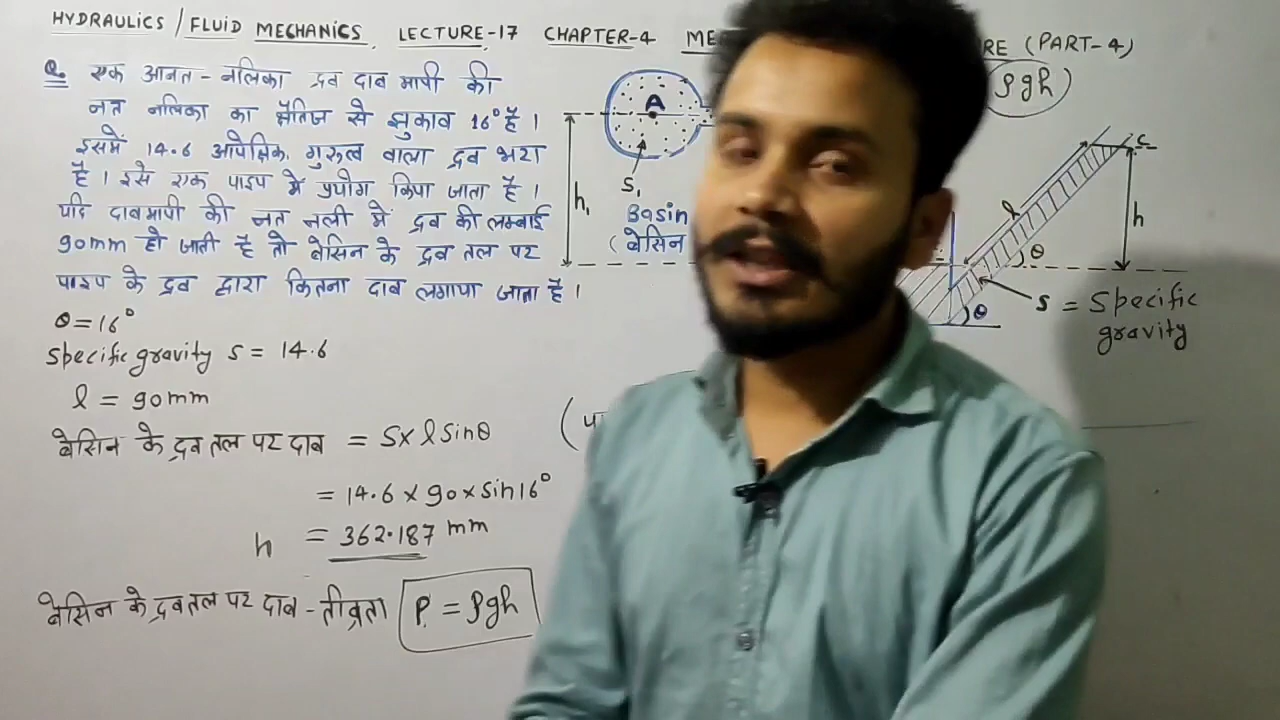 HYDRAULICS / FLUID MECHANICS, LECTURE-17 CHAPTER-4 RE (PART-4)
Q. एक आनत - नलिका द्रव दाब मापी की
नत नलिका का क्षैतिज से झुकाव 16° है ।
इसमें 14.6 आपेक्षिक गुरुत्व वाला द्रव भरा
है । इसे एक पाइप में प्रयोग किया जाता है ।
यदि दाबमापी की नत नली में द्रव की लम्बाई
90mm हो जाती है तो बेसिन के द्रव तल पर
पाइप के द्रव द्वारा कितना दाब लगाया जाता है ।
θ = 16°
Specific gravity S = 14.6
l = 90mm
बेसिन के द्रव तल पर दाब = S × l sinθ
= 14.6 × 90 × sin16°
h = 362.187 mm
बेसिन के द्रव तल पर दाब - तीव्रता P. = ρgh
ρgh
A
S₁
h₁
Basin
(बेसिन
l
c
h
θ
θ
S = Specific
gravity